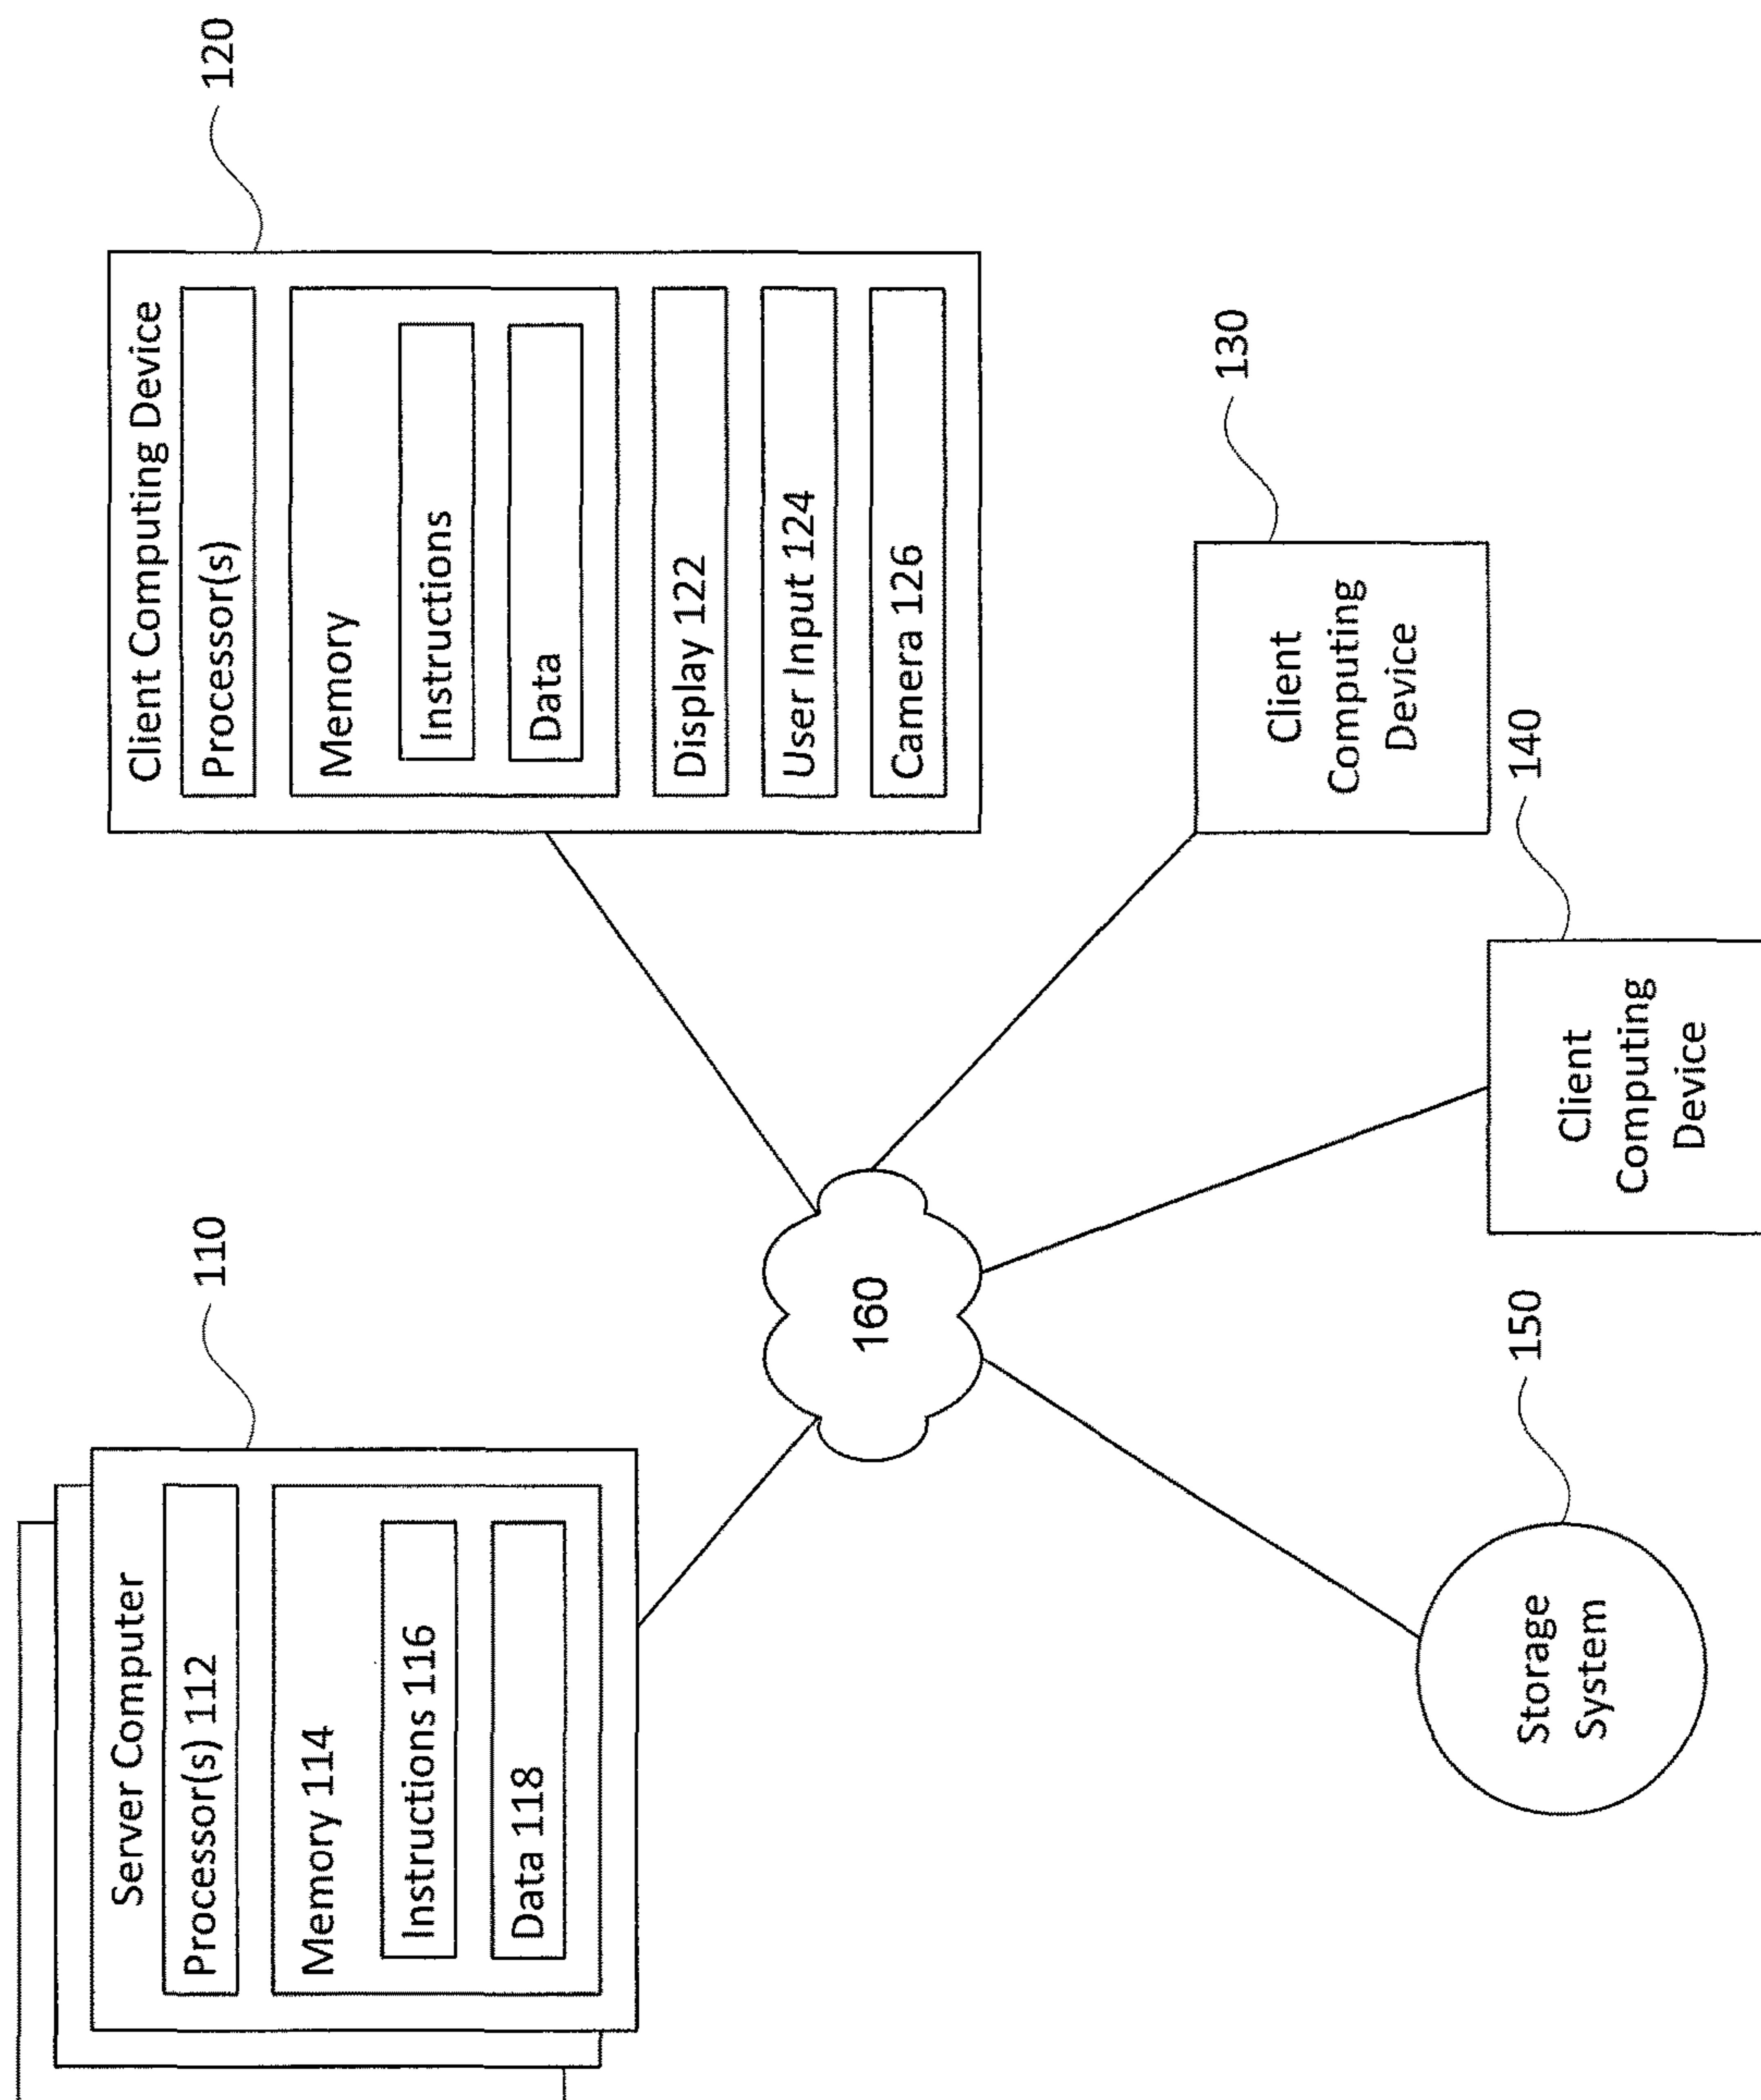 110
Server Computer
Processor(s) 112
Memory 114
Instructions 116
Data 118
120
Client Computing Device
Processor(s)
Memory
Instructions
Data
Display 122
User Input 124
Camera 126
160
150
Storage
System
140
Client
Computing
Device
130
Client
Computing
Device